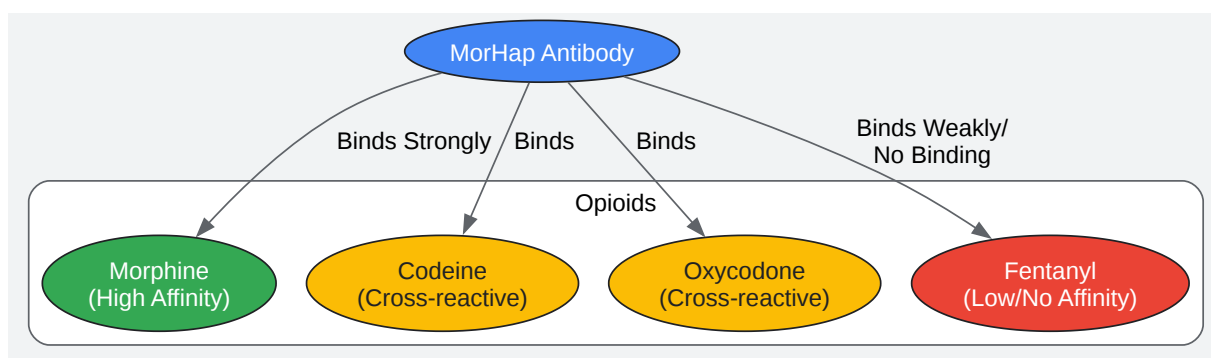 MorHap Antibody
Binds Strongly
Binds
Binds
Binds Weakly/
No Binding
Opioids
Morphine
(High Affinity)
Codeine
(Cross-reactive)
Oxycodone
(Cross-reactive)
Fentanyl
(Low/No Affinity)